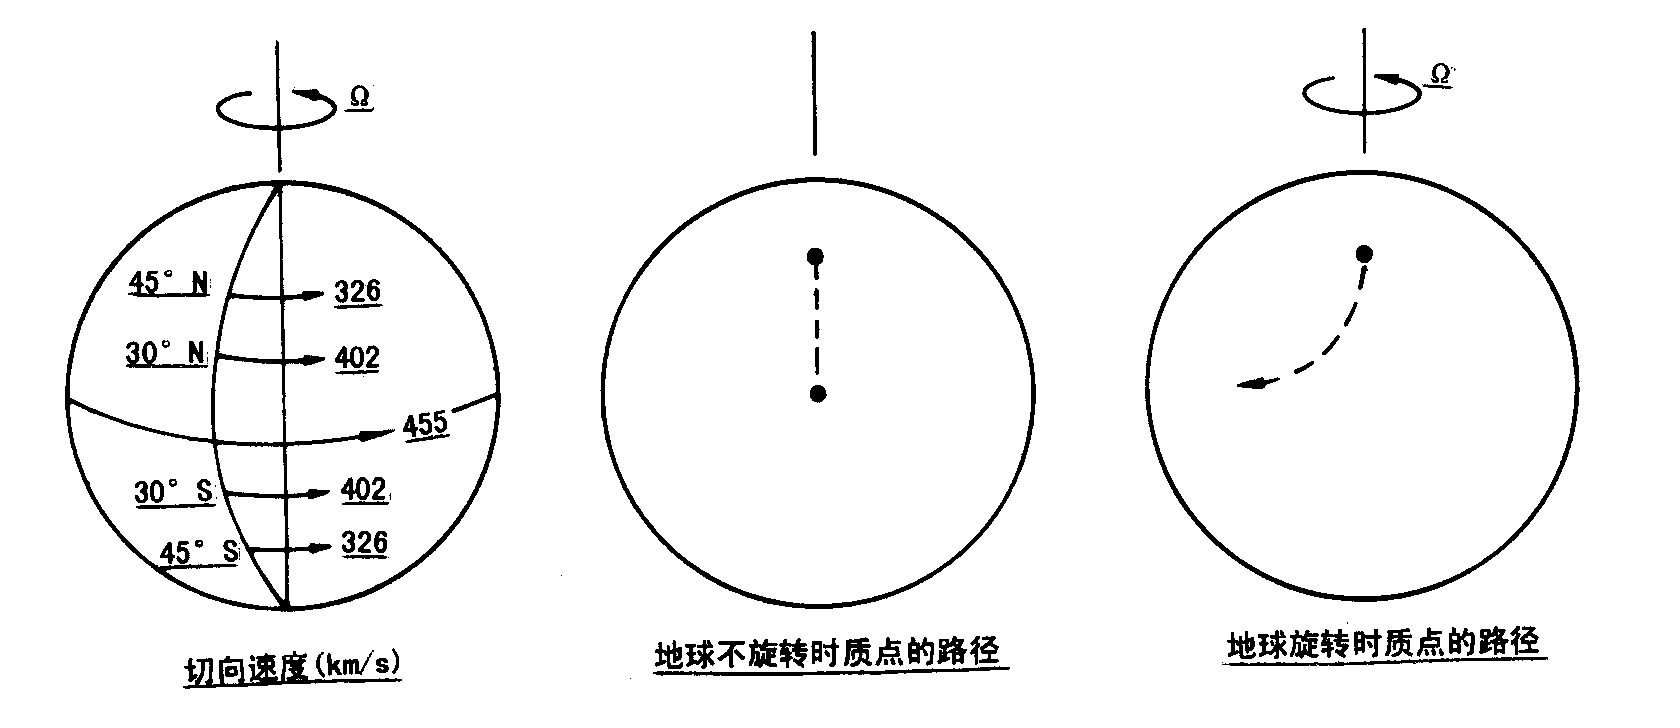 Ω
45° N
326
30° N
402
455
30° S
402
45° S
326
切向速度(km/s)
地球不旋转时质点的路径
Ω
地球旋转时质点的路径